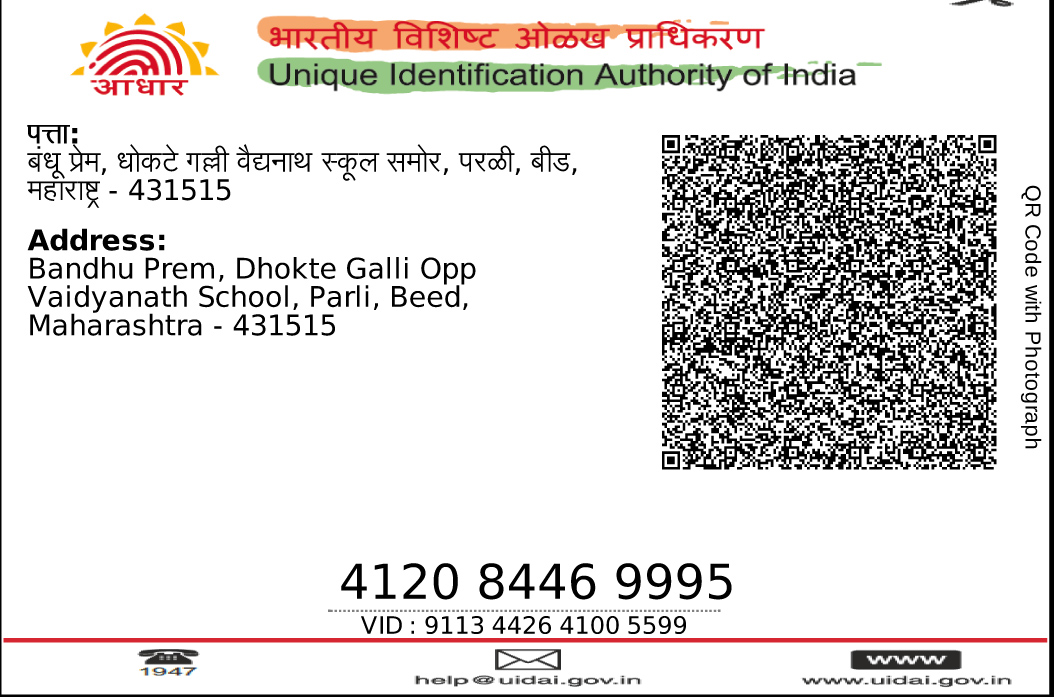 भारतीय विशिष्ट ओळख प्राधिकरण
Unique Identification Authority of India
आधार
पत्ता:
बंधू प्रेम, धोकटे गल्ली वैद्यनाथ स्कूल समोर, परळी, बीड,
महाराष्ट्र - 431515
Address:
Bandhu Prem, Dhokte Galli Opp
Vaidyanath School, Parli, Beed,
Maharashtra - 431515
QR Code with Photograph
4120 8446 9995
VID : 9113 4426 4100 5599
1947
help@uidai.gov.in
www
www.uidai.gov.in